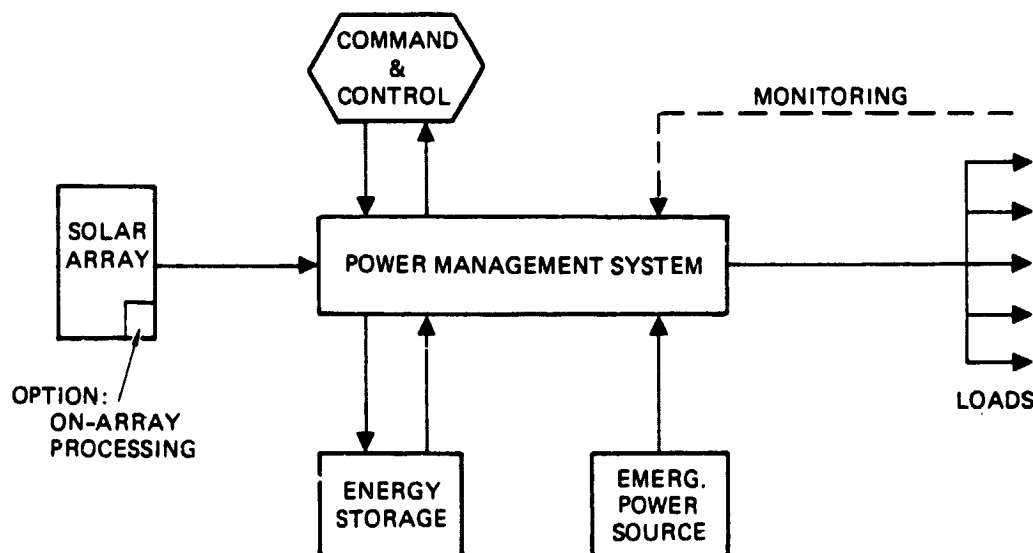 COMMAND
&
CONTROL
MONITORING
SOLAR
ARRAY
POWER MANAGEMENT SYSTEM
OPTION:
ON-ARRAY
PROCESSING
LOADS
ENERGY
STORAGE
EMERG.
POWER
SOURCE